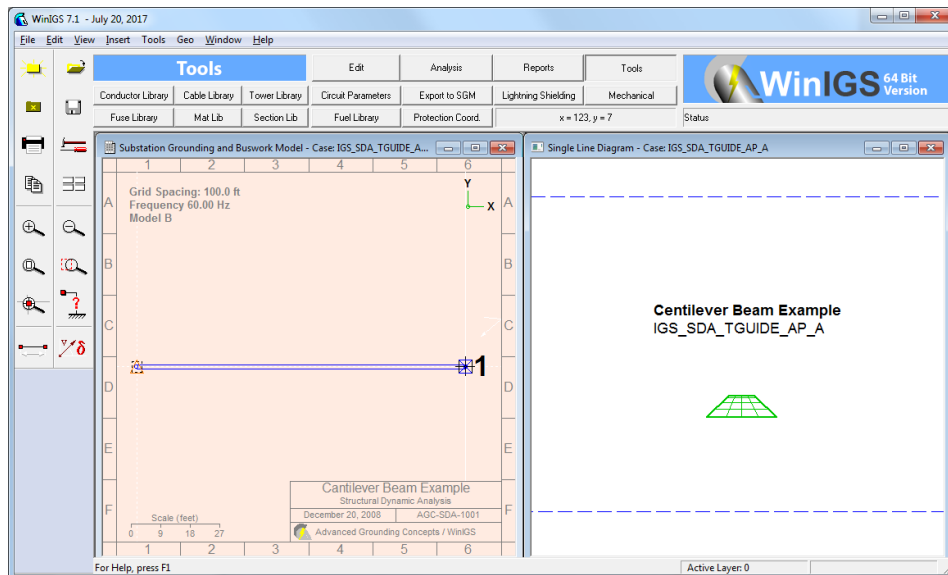 WinIGS 7.1 - July 20, 2017
File Edit View Insert Tools Geo Window Help
Tools
Edit Analysis Reports Tools
WinIGS 64 Bit Version
Conductor Library Cable Library Tower Library Circuit Parameters Export to SGM Lightning Shielding Mechanical
Fuse Library Mat Lib Section Lib Fuel Library Protection Coord. x = 123, y = 7 Status
Substation Grounding and Buswork Model - Case: IGS_SDA_TGUIDE_A...
1 2 3 4 5 6
Grid Spacing: 100.0 ft
Frequency 60.00 Hz
Model B
Y
X
A A
B B
C C
1
D D
E E
F F
Cantilever Beam Example
Structural Dynamic Analysis
December 20, 2008 AGC-SDA-1001
Advanced Grounding Concepts / WinIGS
Scale (feet)
0 9 18 27
1 2 3 4 5 6
Single Line Diagram - Case: IGS_SDA_TGUIDE_AP_A
Centilever Beam Example
IGS_SDA_TGUIDE_AP_A
?
δ
For Help, press F1
Active Layer: 0